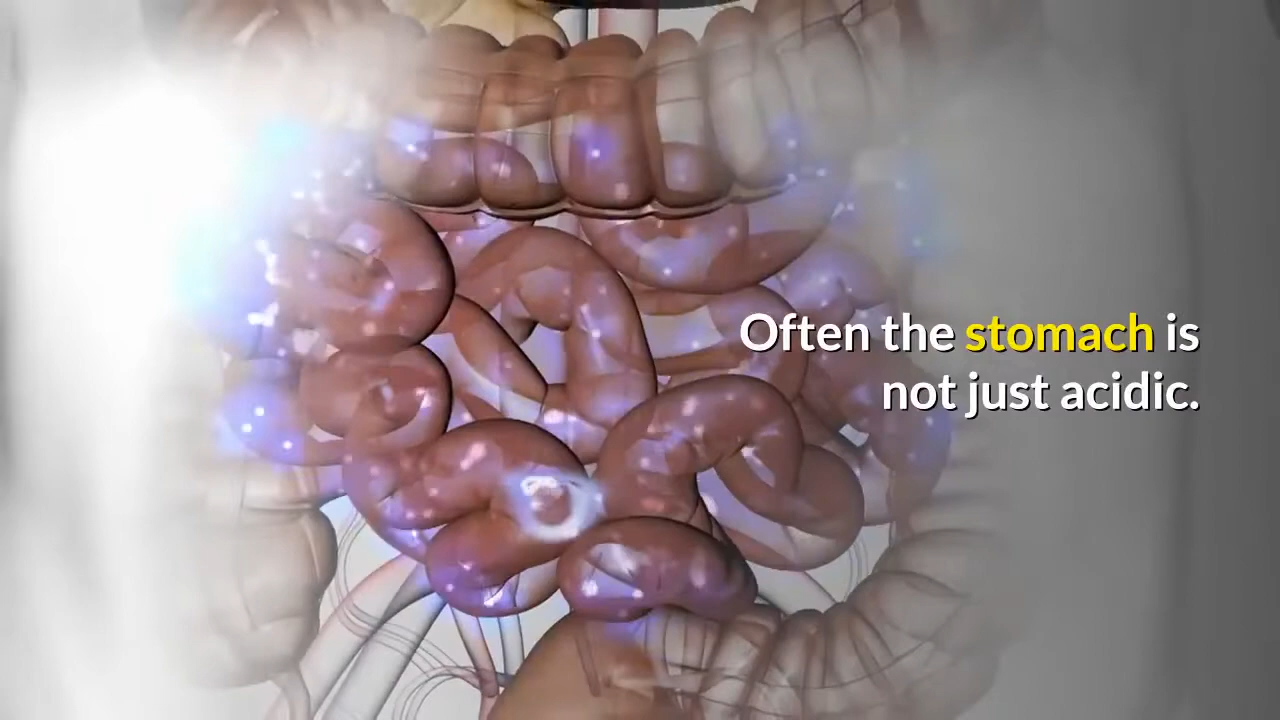 Often the stomach is
not just acidic.